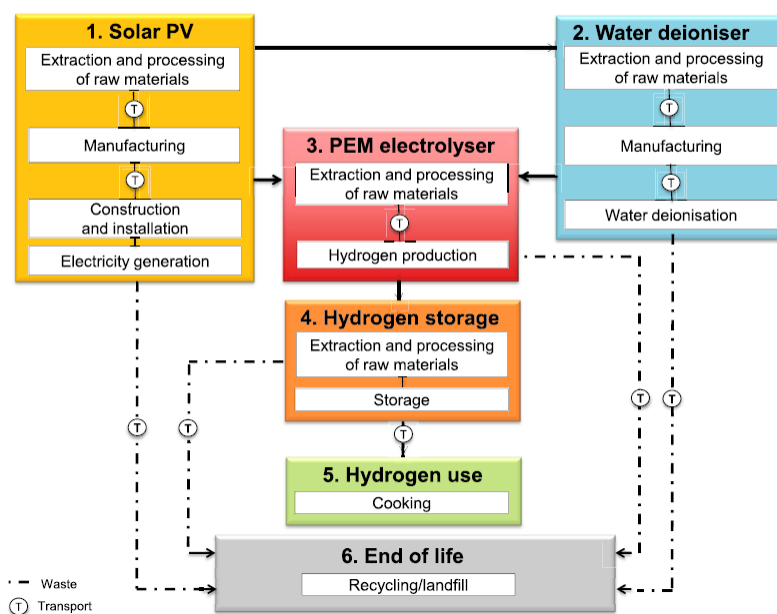 1. Solar PV
Extraction and processing
of raw materials
T
Manufacturing
T
Construction
and installation
Electricity generation
2. Water deioniser
Extraction and processing
of raw materials
T
Manufacturing
T
Water deionisation
3. PEM electrolyser
Extraction and processing
of raw materials
T
Hydrogen production
4. Hydrogen storage
Extraction and processing
of raw materials
Storage
T
T
T
T
T
5. Hydrogen use
Cooking
6. End of life
Recycling/landfill
Waste
T Transport